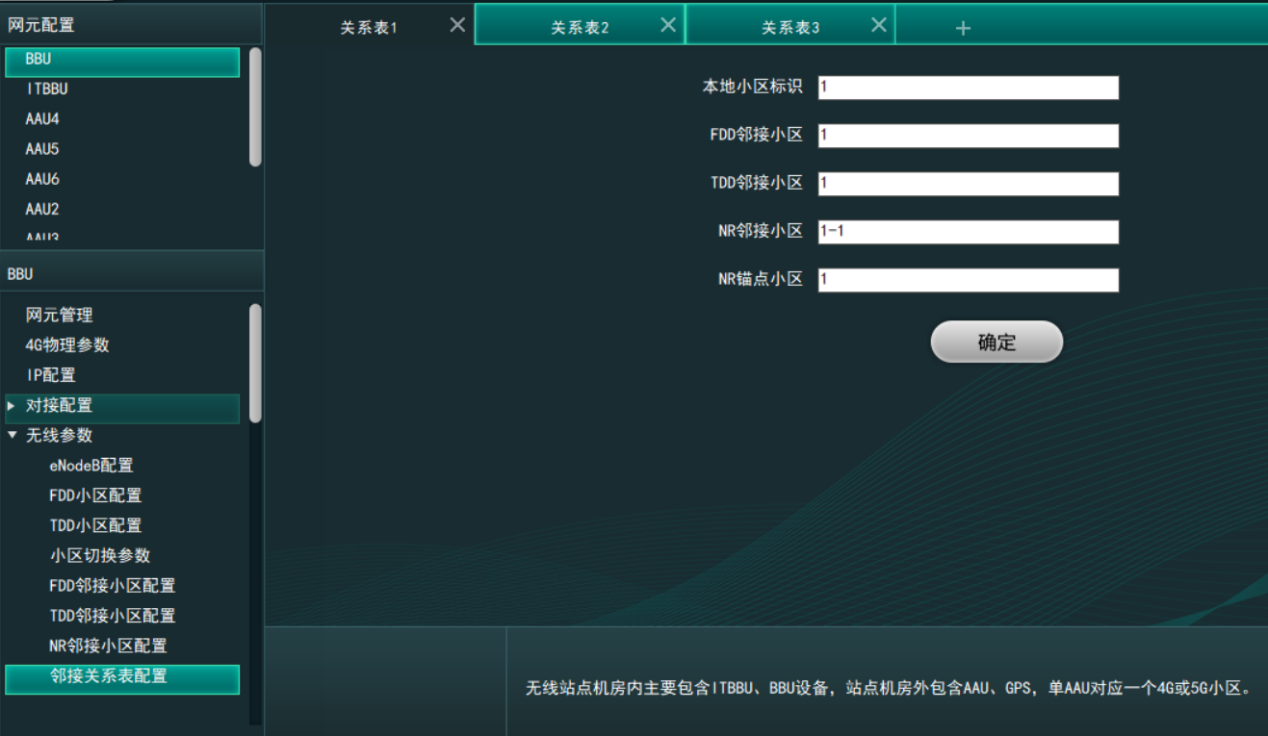 网元配置
BBU
ITBBU
AAU4
AAU5
AAU6
AAU2
AAU3
BBU
网元管理
4G物理参数
IP配置
对接配置
无线参数
eNodeB配置
FDD小区配置
TDD小区配置
小区切换参数
FDD邻接小区配置
TDD邻接小区配置
NR邻接小区配置
邻接关系表配置
关系表1 × 关系表2 × 关系表3 × +
本地小区标识 1
FDD邻接小区 1
TDD邻接小区 1
NR邻接小区 1-1
NR锚点小区 1
确定
无线站点机房内主要包含ITBBU、BBU设备，站点机房外包含AAU、GPS，单AAU对应一个4G或5G小区。